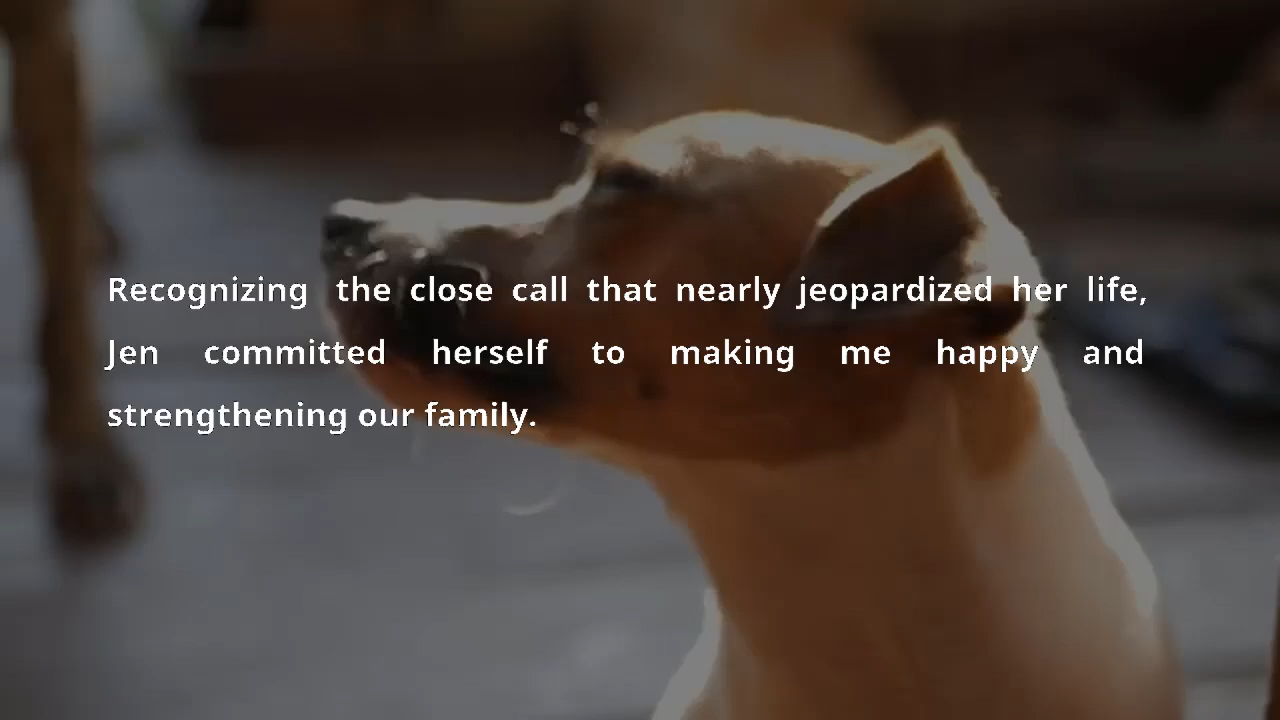 Recognizing the close call that nearly jeopardized her life,
Jen committed herself to making me happy and
strengthening our family.